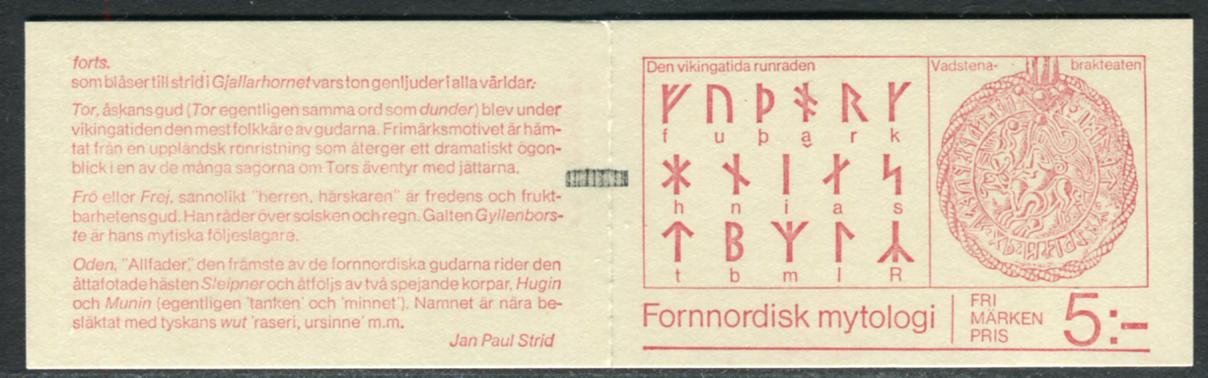 forts.
som blåser till strid i Gjallarhornet vars ton genljuder i alla världar.
Tor, åskans gud (Tor egentligen samma ord som dunder) blev under
vikingatiden den mest folkkäre av gudarna. Frimärksmotivet är häm-
tat från en uppländsk ronristning som återger ett dramatiskt ögon-
blick i en av de många sagorna om Tors äventyr med jättarna.
Frö eller Frej, sannolikt "herren, härskaren" är fredens och frukt-
barhetens gud. Han råder över solsken och regn. Galten Gyllenbors-
te är hans mytiska följeslagare.
Oden, "Allfader," den främste av de fornnordiska gudarna rider den
åttafotade hästen Sleipner och åtföljs av två spejande korpar, Hugin
och Munin (egentligen 'tanken' och 'minnet'). Namnet är nära be-
släktat med tyskans wut 'raseri, ursinne' m.m.
Jan Paul Strid
Den vikingatida runraden
ᚠ ᚢ ᚦ ᚬ ᚱ ᚴ
f u þ ą r k
ᚼ ᚾ ᛁ ᛅ ᛋ
h n i a s
ᛏ ᛒ ᛘ ᛚ ᛦ
t b m l R
Vadstena- brakteaten
Fornnordisk mytologi
FRI
MÄRKEN
PRIS
5:-